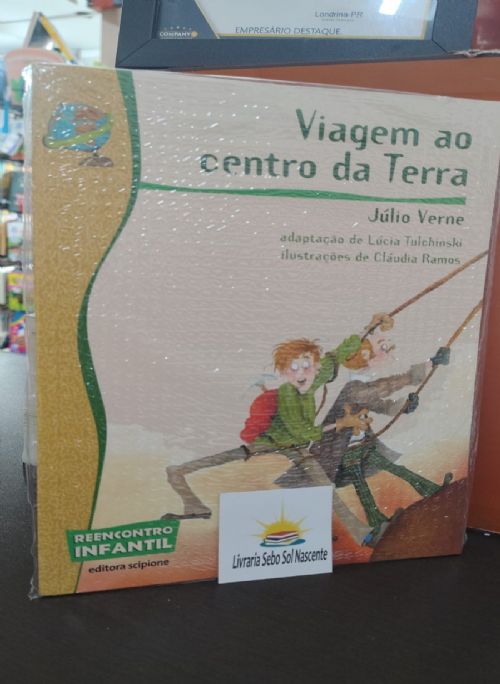 Londrina-PR
COMPANY
EMPRESÁRIO DESTAQUE
Viagem ao
centro da Terra
Júlio Verne
adaptação de Lúcia Tulchinski
ilustrações de Cláudia Ramos
REENCONTRO
INFANTIL
editora scipione
Livraria Sebo Sol Nascente